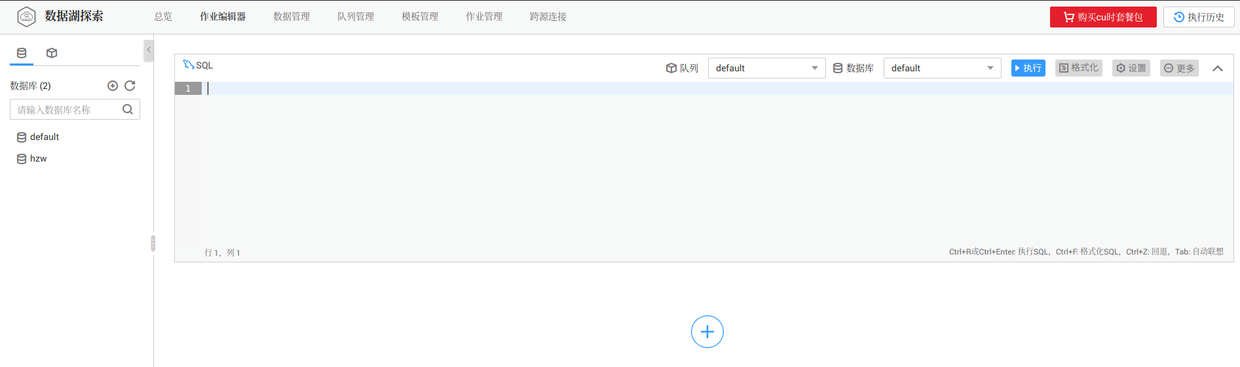 数据湖探索 总览 作业编辑器 数据管理 队列管理 模板管理 作业管理 跨源连接 购买cu时套餐包 执行历史
数据库 (2)
请输入数据库名称
default
hzw
SQL 队列 default 数据库 default 执行 格式化 设置 更多
1
行 1，列 1 Ctrl+R或Ctrl+Enter: 执行SQL，Ctrl+F: 格式化SQL，Ctrl+Z: 回退，Tab: 自动联想